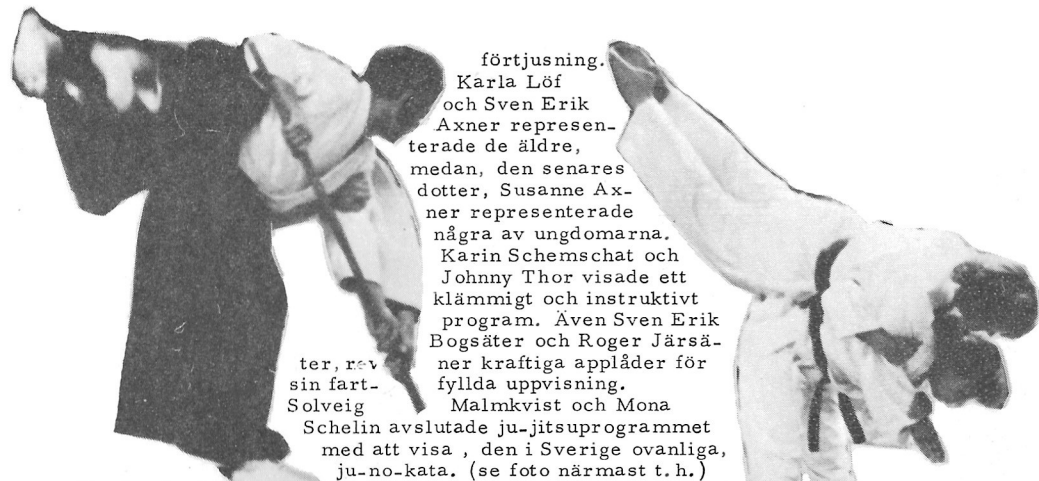 förtjusning.
Karla Löf
och Sven Erik
Axner represen-
terade de äldre,
medan, den senares
dotter, Susanne Ax-
ner representerade
några av ungdomarna.
Karin Schemschat och
Johnny Thor visade ett
klämmigt och instruktivt
program. Även Sven Erik
Bogsäter och Roger Järsä-
ter, rev ner kraftiga applåder för
sin fart- fyllda uppvisning.
Solveig Malmkvist och Mona
Schelin avslutade ju-jitsuprogrammet
med att visa , den i Sverige ovanliga,
ju-no-kata. (se foto närmast t. h.)